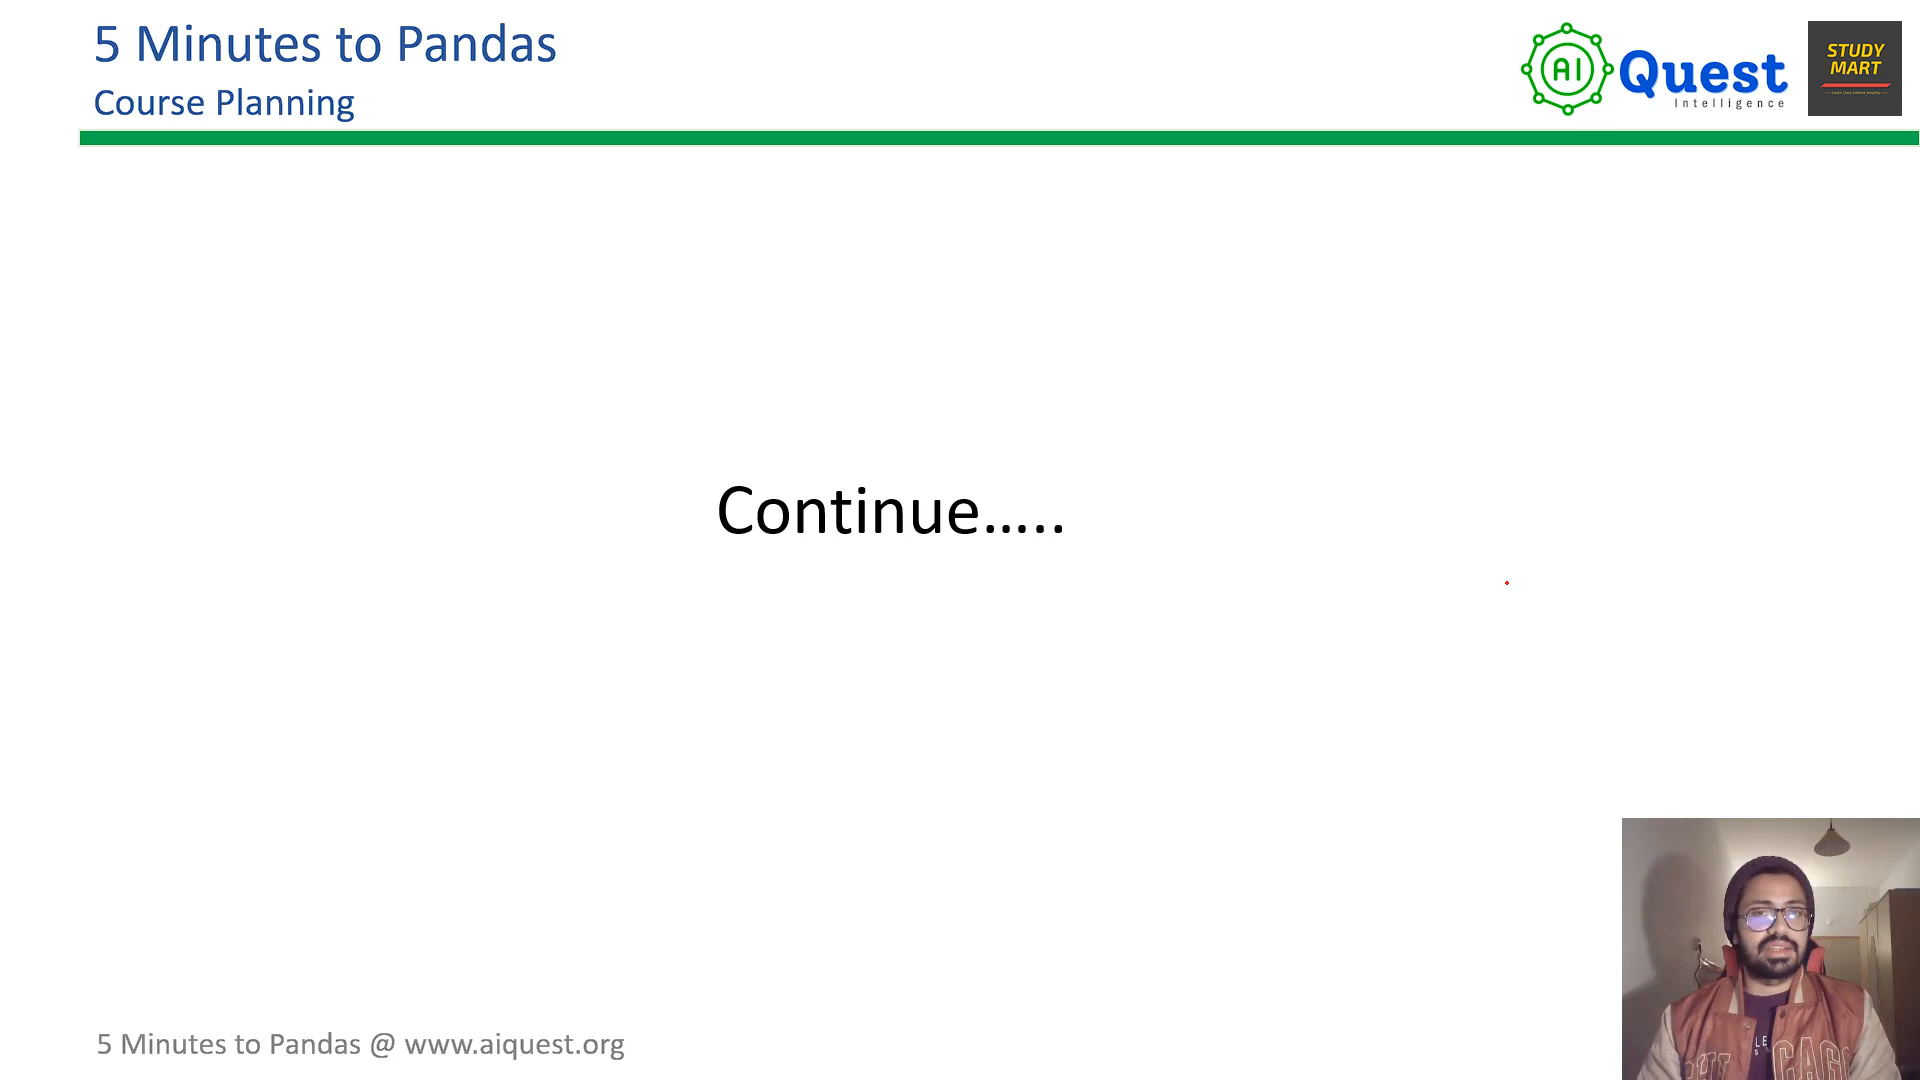 5 Minutes to Pandas
Course Planning
AI Quest
Intelligence
STUDY
MART
Continue.....
5 Minutes to Pandas @ www.aiquest.org